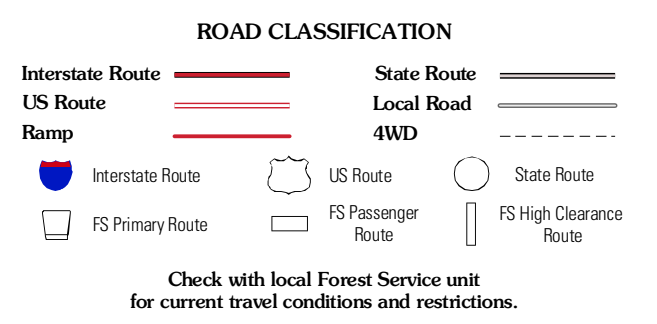 ROAD CLASSIFICATION
Interstate Route
State Route
US Route
Local Road
Ramp
4WD
Interstate Route
US Route
State Route
FS Primary Route
FS Passenger
Route
FS High Clearance
Route
Check with local Forest Service unit
for current travel conditions and restrictions.